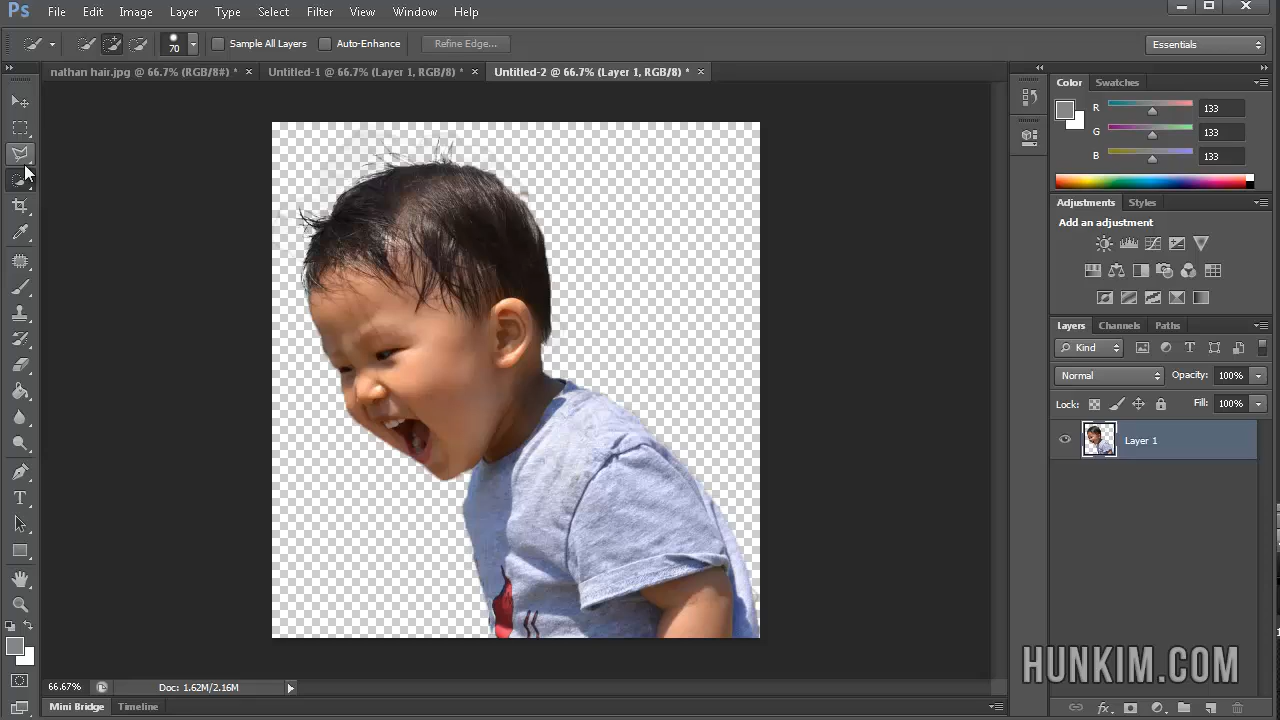 Ps File Edit Image Layer Type Select Filter View Window Help
70 Sample All Layers Auto-Enhance Refine Edge... Essentials
nathan hair.jpg @ 66.7% (RGB/8#) * × Untitled-1 @ 66.7% (Layer 1, RGB/8) * × Untitled-2 @ 66.7% (Layer 1, RGB/8) * ×
Color Swatches
R 133
G 133
B 133
Adjustments Styles
Add an adjustment
Layers Channels Paths
Kind T
Normal Opacity: 100%
Lock: Fill: 100%
Layer 1
T
HUNKIM.COM
66.67% Doc: 1.62M/2.16M
Mini Bridge Timeline
fx